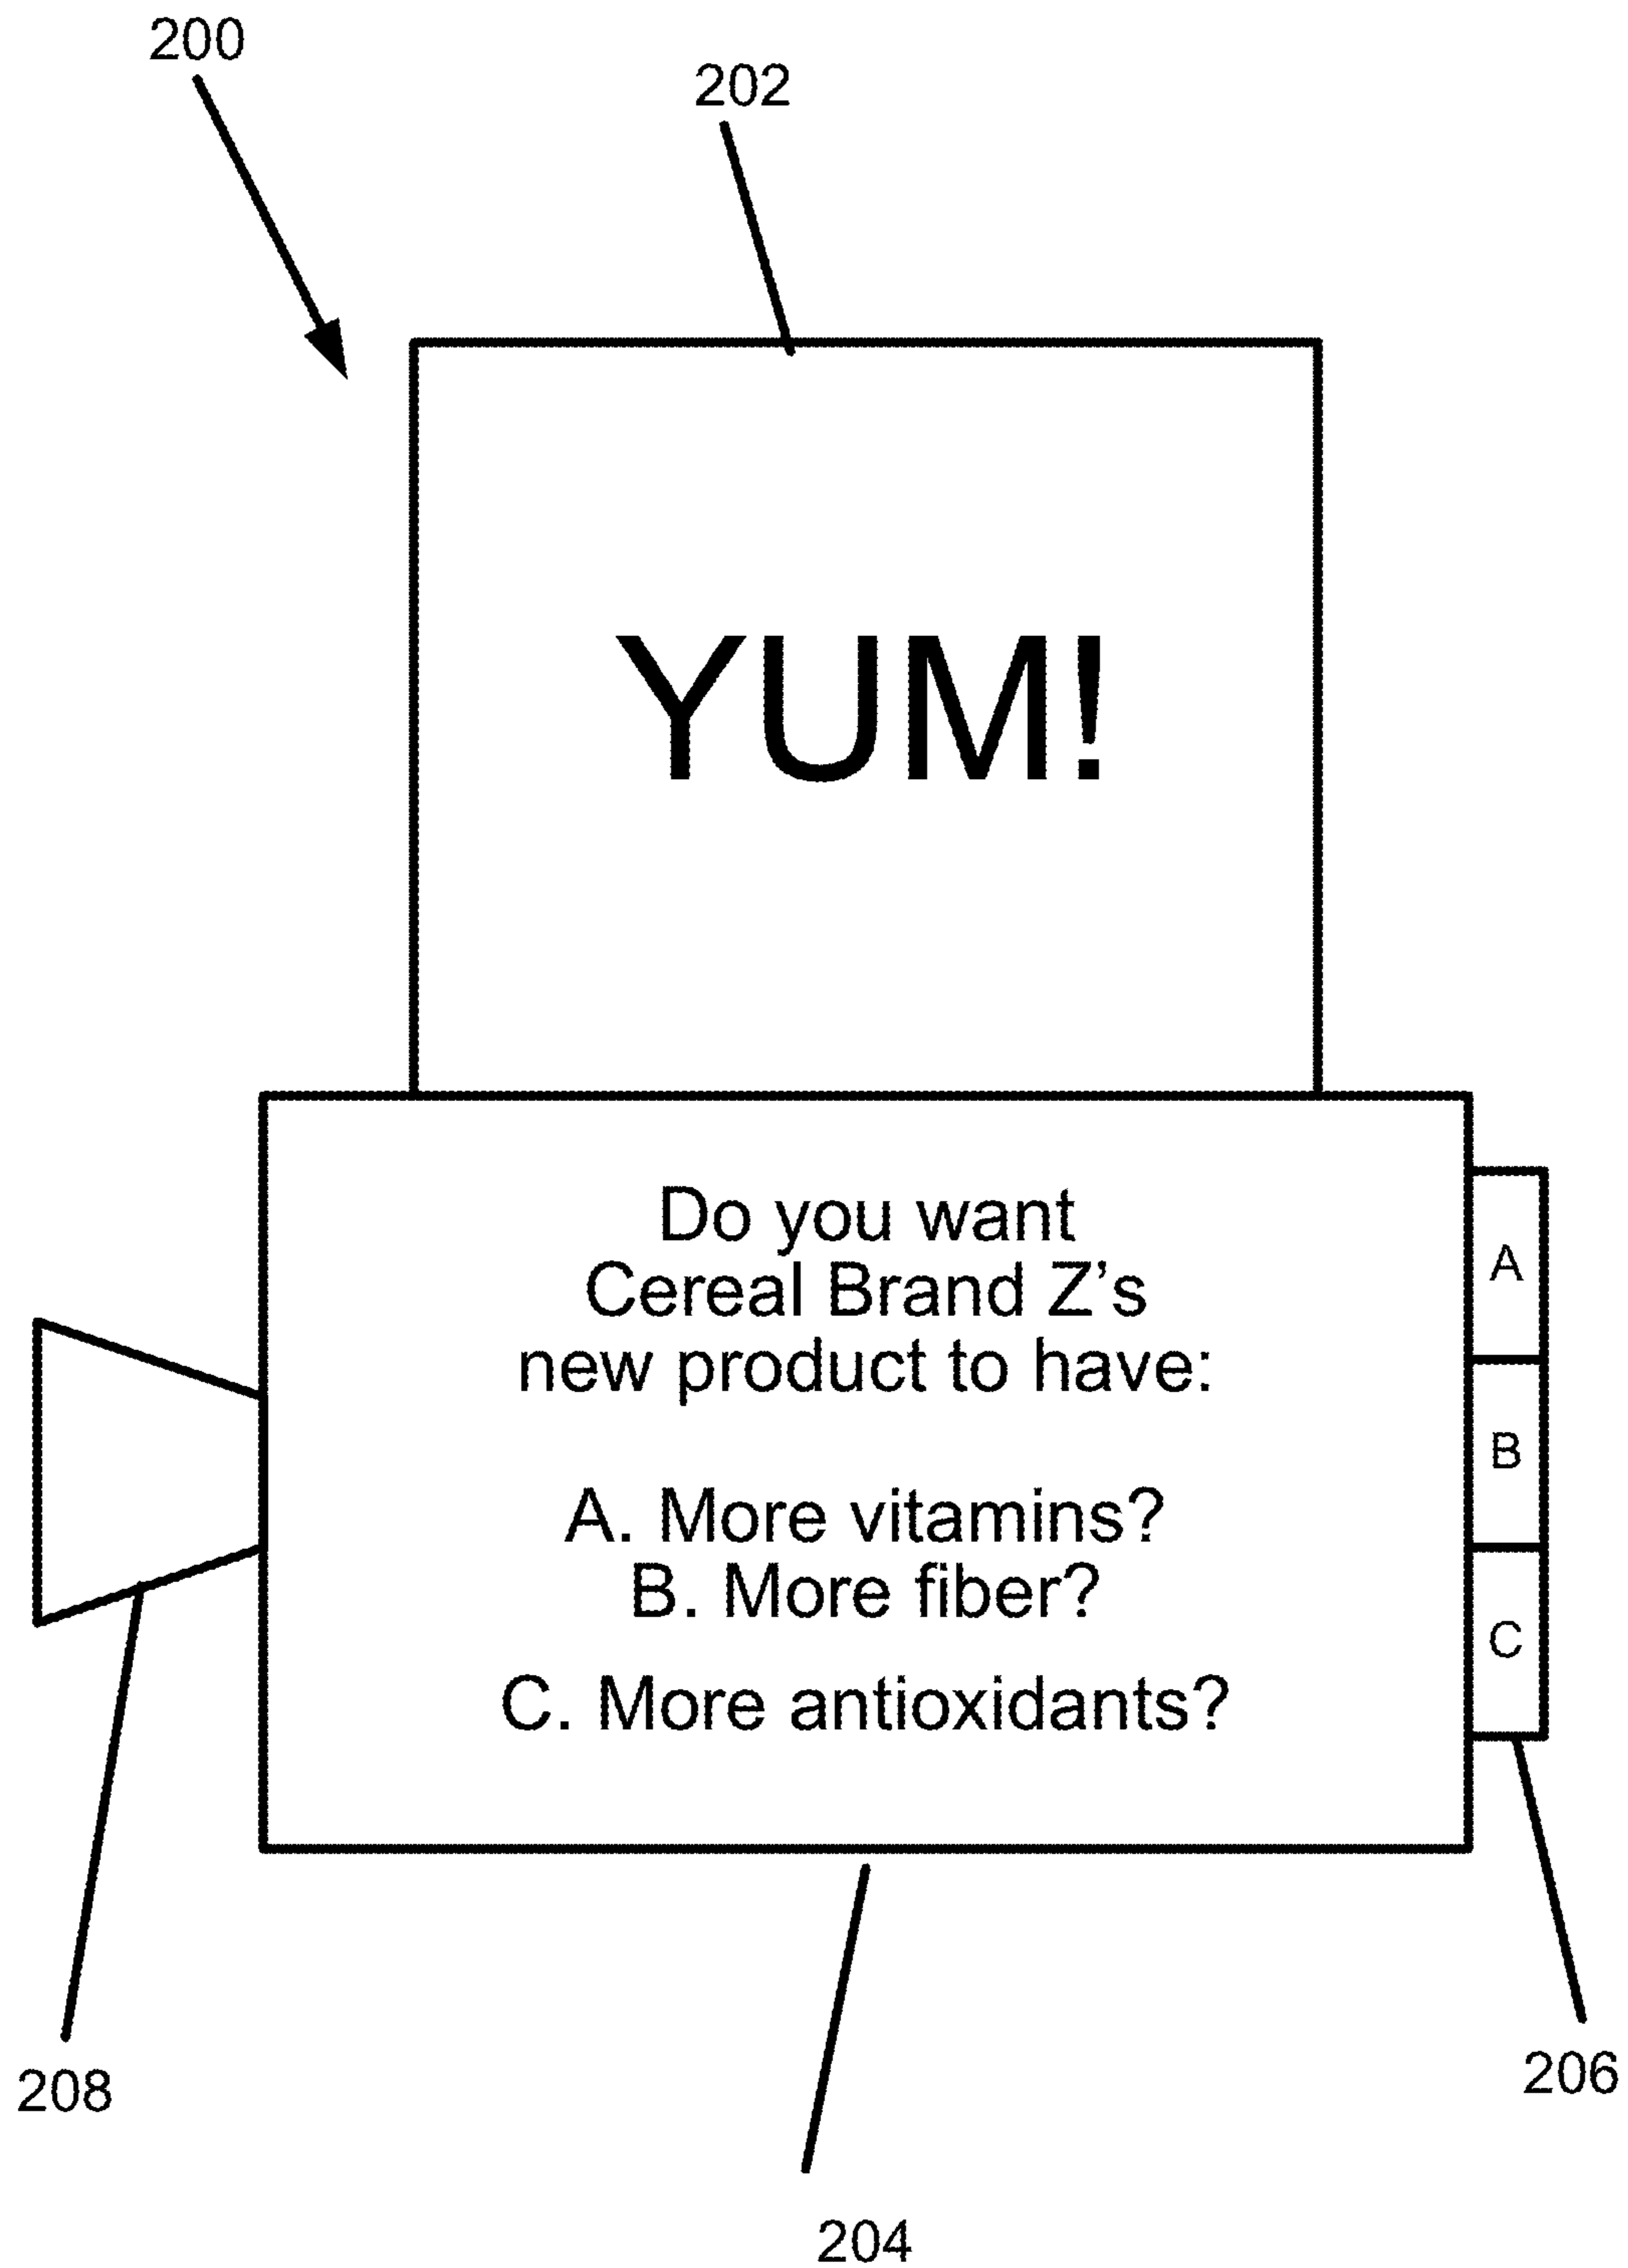 200
202
YUM!
Do you want
Cereal Brand Z’s
new product to have:
A. More vitamins?
B. More fiber?
C. More antioxidants?
A
B
C
208
206
204